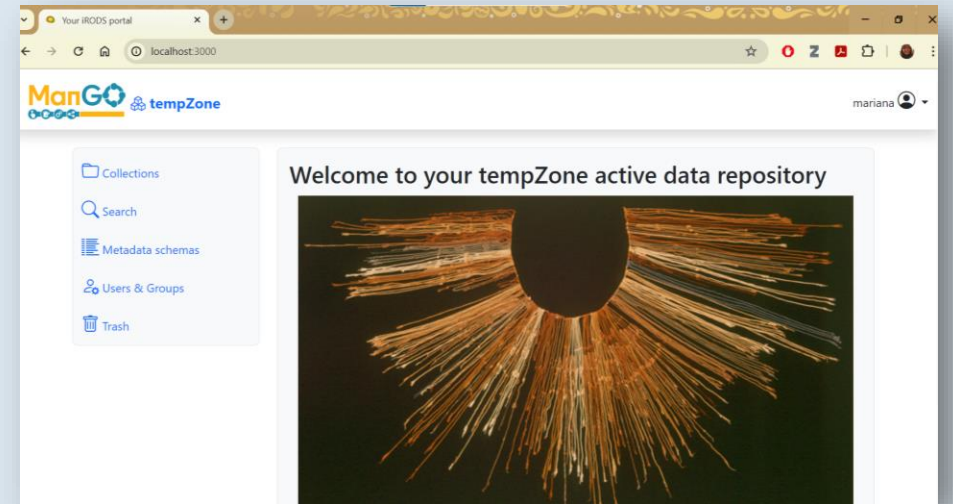 Your iRODS portal
localhost:3000
ManGO tempZone
mariana
Collections
Search
Metadata schemas
Users & Groups
Trash
Welcome to your tempZone active data repository